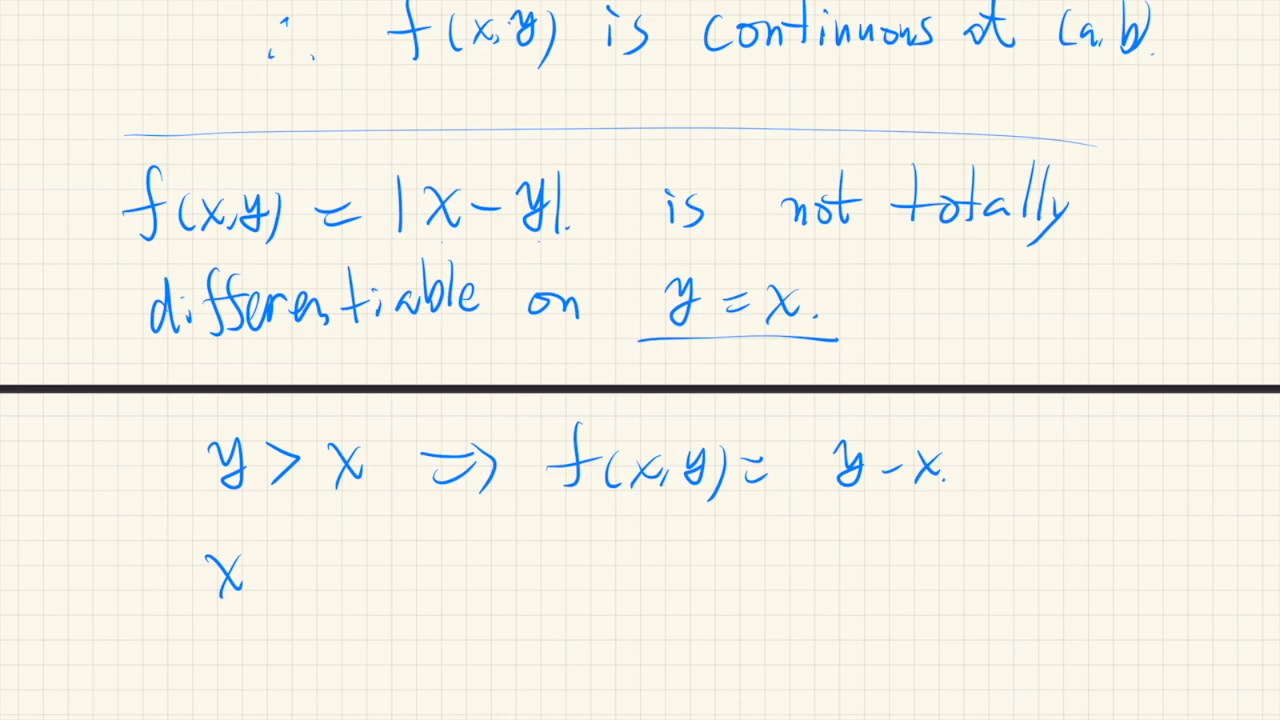 ∴ f(x,y) is continuous at (a,b).
f(x,y) = |x-y|. is not totally
differentiable on y = x.
y > x ⇒ f(x,y) = y - x.
x